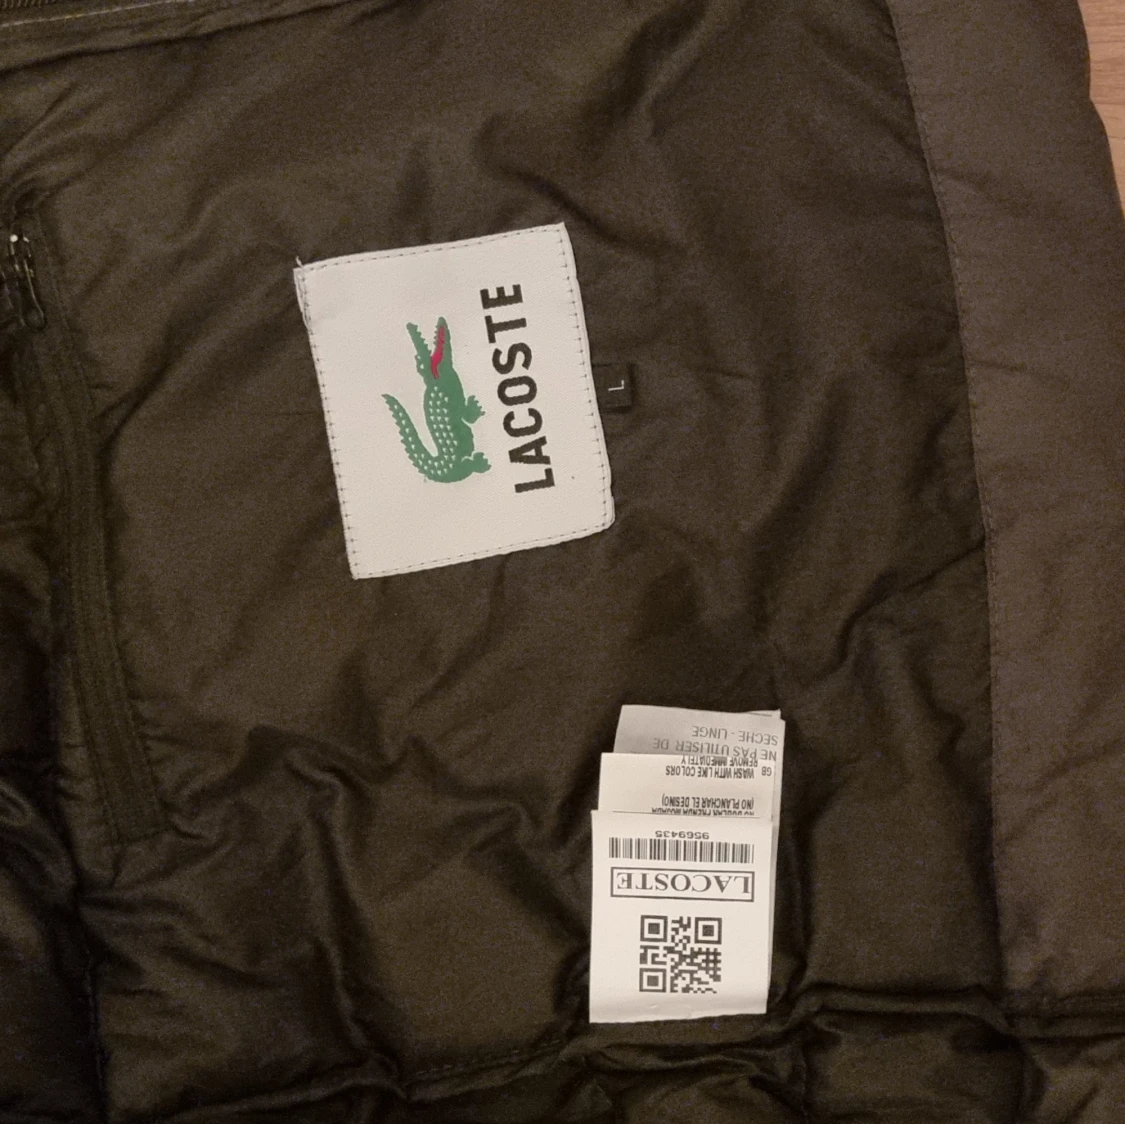 LACOSTE
L
SECHE-LINGE
NE PAS UTILISER DE
REMOVE IMMEDIATELY
GB WASH WITH LIKE COLORS
(NO PLANCHAR EL DESINO)
9569435
LACOSTE